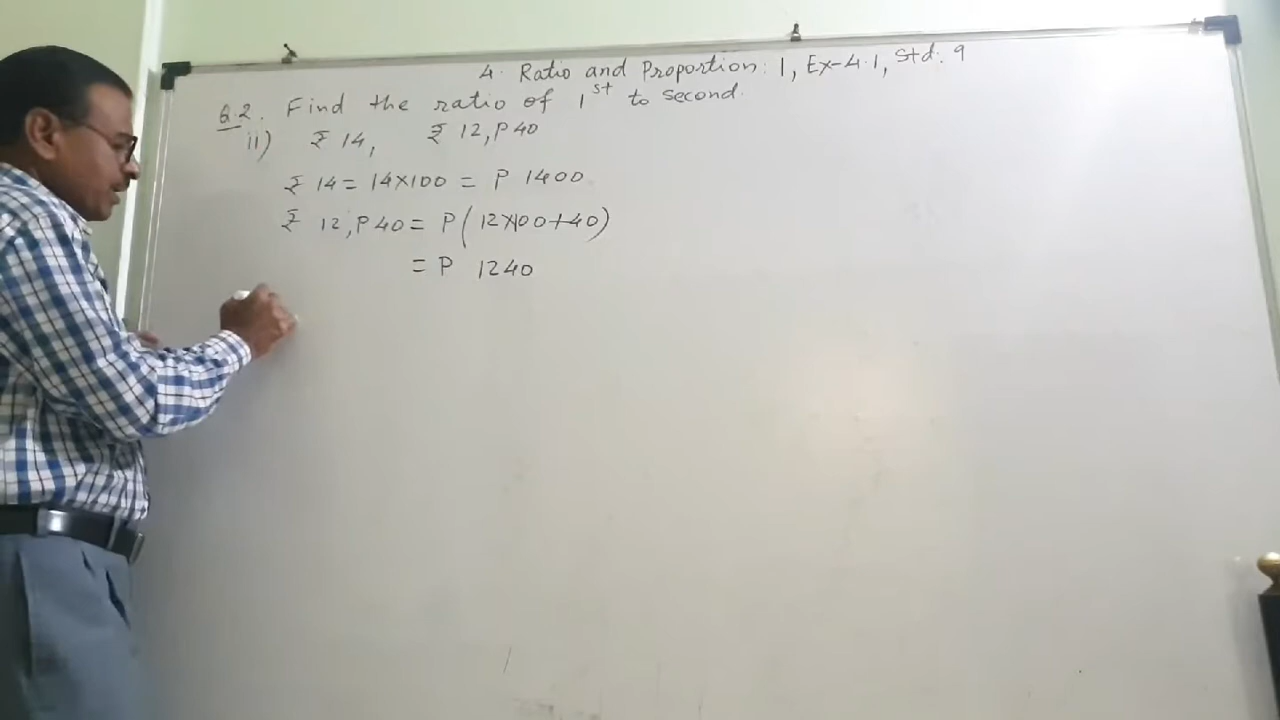 4. Ratio and Proportion: 1, Ex-4.1, Std: 9
Q.2. Find the ratio of 1st to second.
ii) ₹ 14, ₹ 12, P 40
₹ 14 = 14×100 = P 1400
₹ 12, P 40 = P(12×100+40)
= P 1240